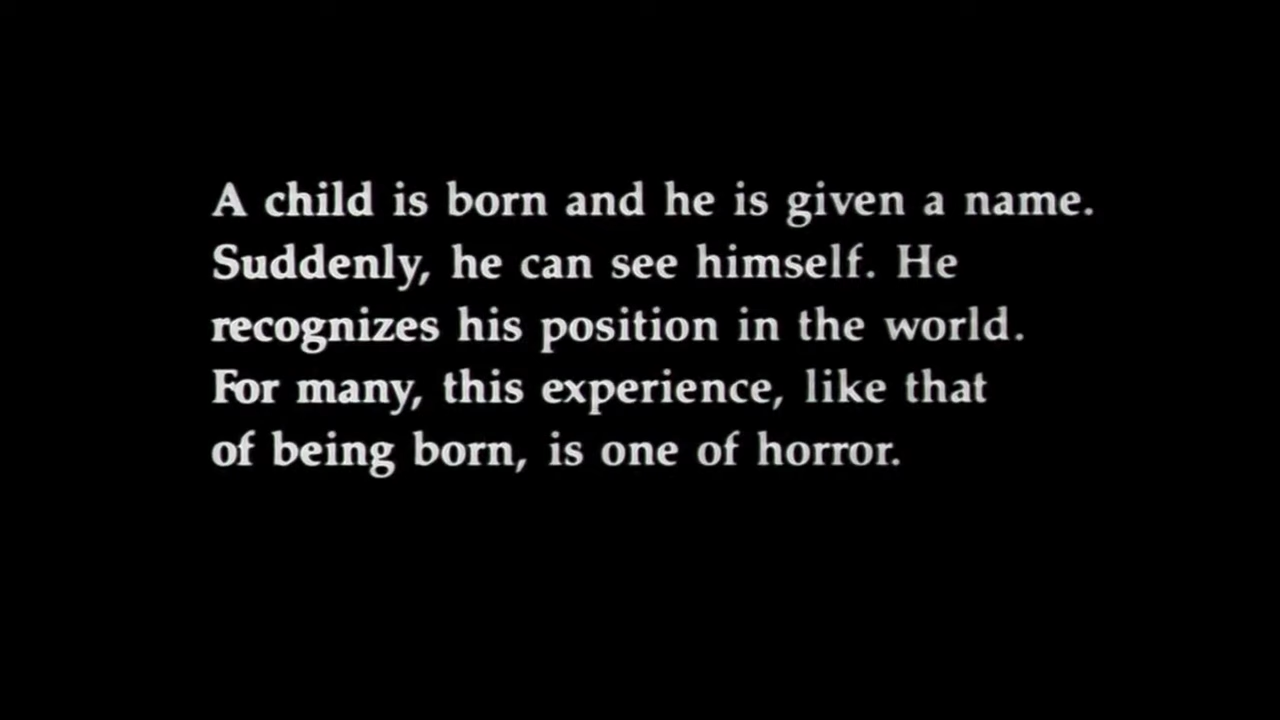 A child is born and he is given a name.
Suddenly, he can see himself. He
recognizes his position in the world.
For many, this experience, like that
of being born, is one of horror.